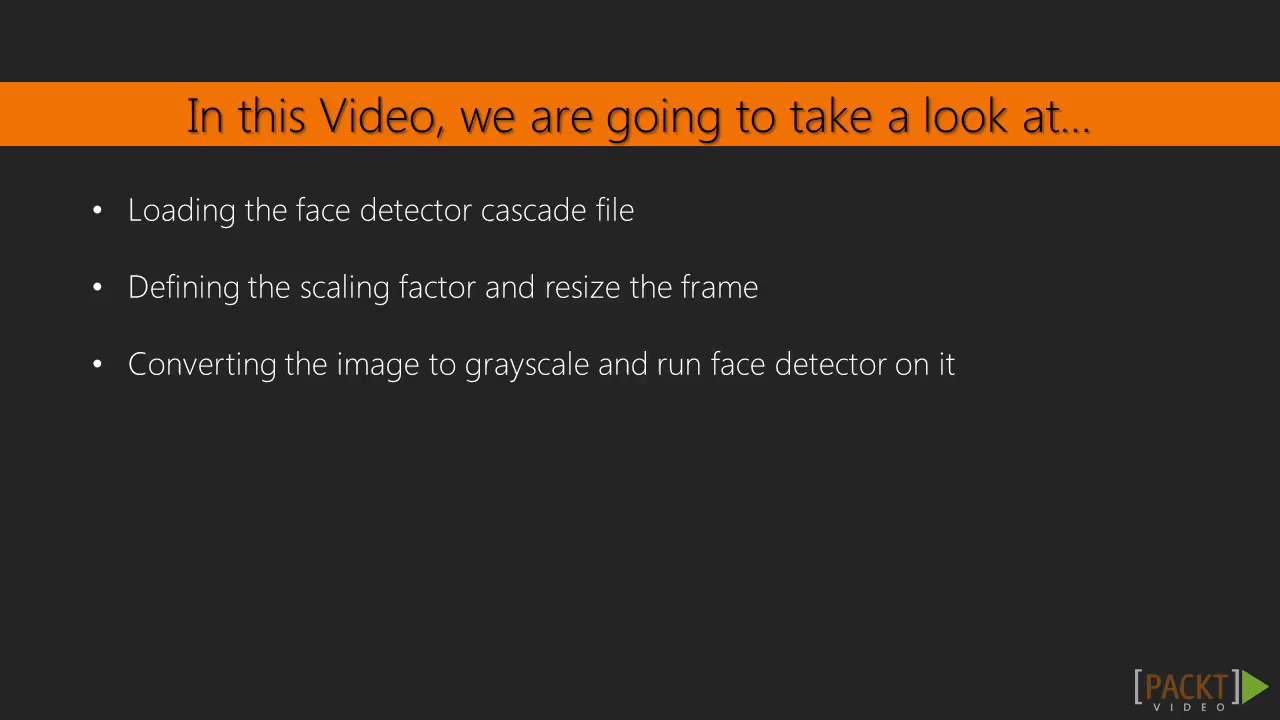 In this Video, we are going to take a look at...
• Loading the face detector cascade file
• Defining the scaling factor and resize the frame
• Converting the image to grayscale and run face detector on it
[PACKT]
VIDEO